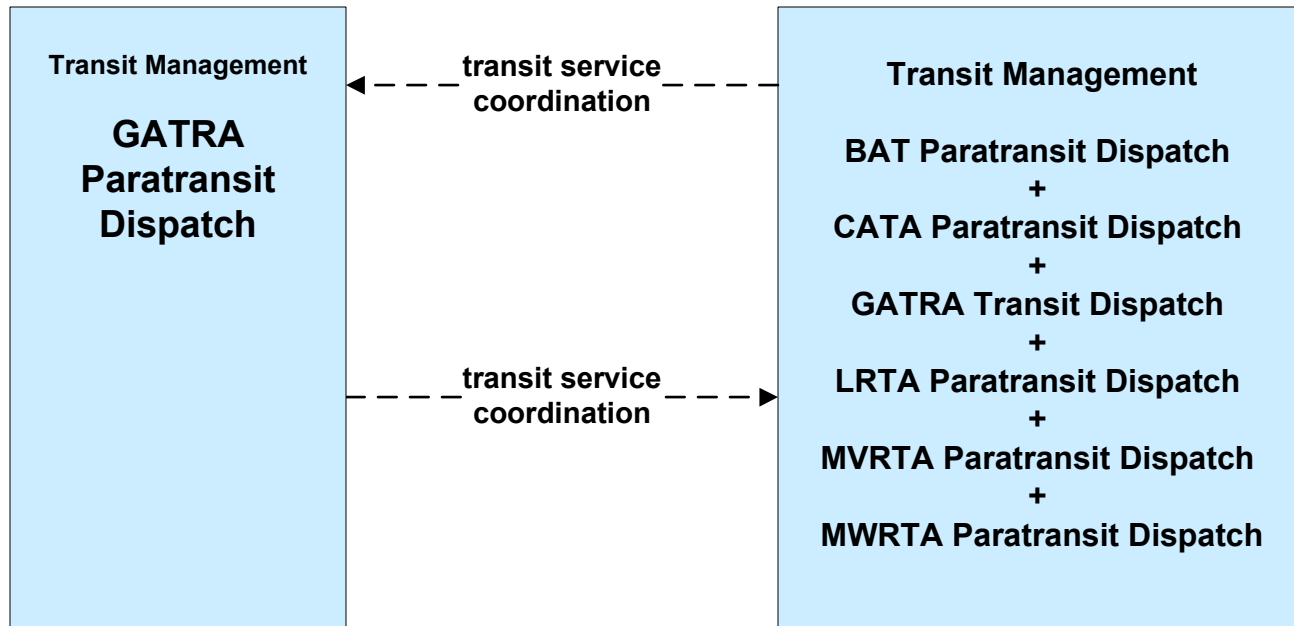 Transit Management
GATRA
Paratransit
Dispatch
transit service
coordination
transit service
coordination
Transit Management
BAT Paratransit Dispatch
+
CATA Paratransit Dispatch
+
GATRA Transit Dispatch
+
LRTA Paratransit Dispatch
+
MVRTA Paratransit Dispatch
+
MWRTA Paratransit Dispatch